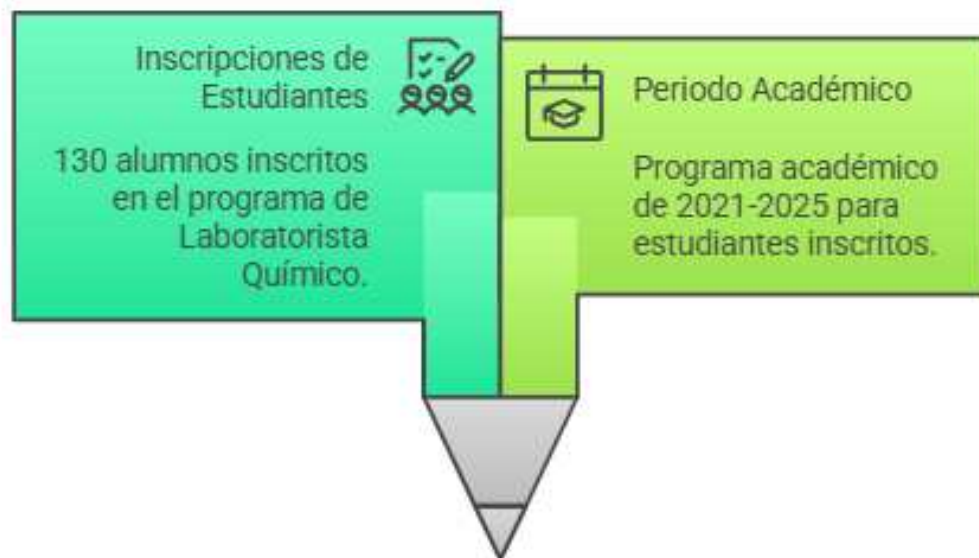 Inscripciones de
Estudiantes
130 alumnos inscritos
en el programa de
Laboratorista
Químico.
Periodo Académico
Programa académico
de 2021-2025 para
estudiantes inscritos.